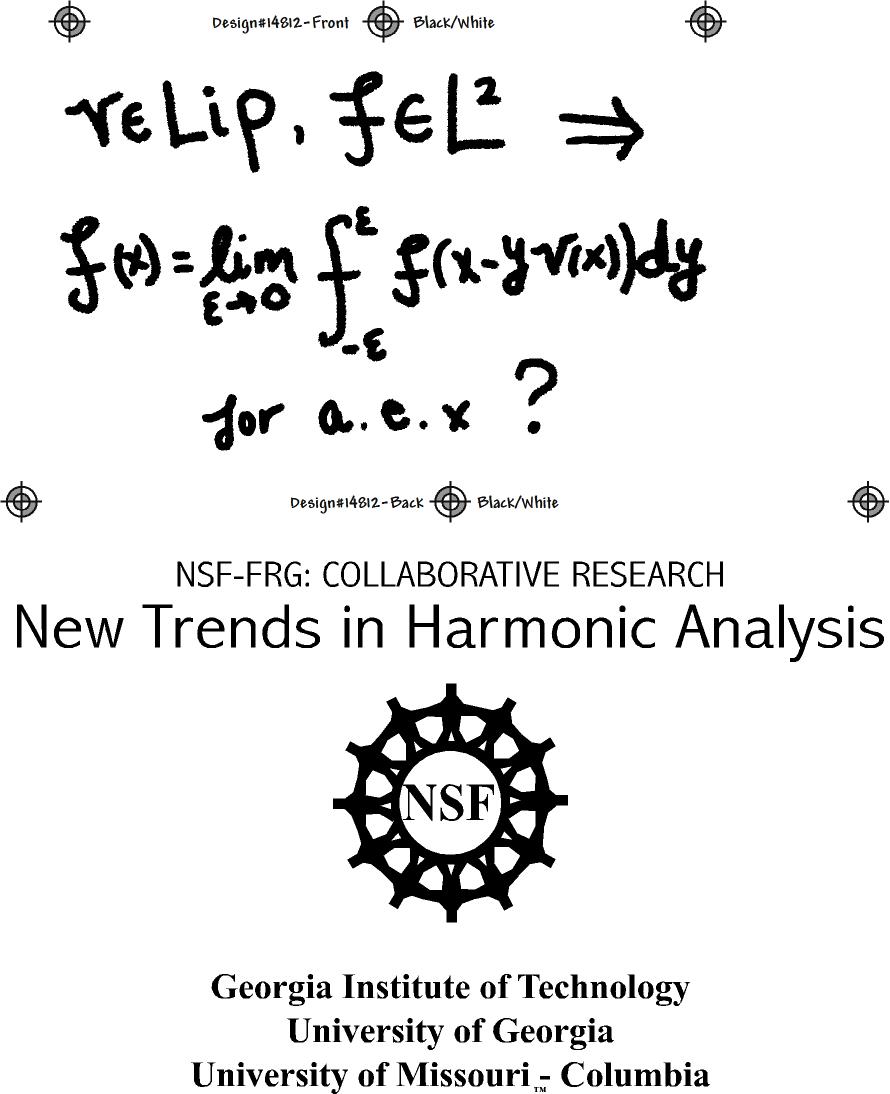 Design#14812-Front Black/White
v∈Lip, f∈L² ⇒
f(x) = lim ⨍ f(x-yv(x))dy
ε→0 -ε ε
for a.e. x ?
Design#14812-Back Black/White
NSF-FRG: COLLABORATIVE RESEARCH
New Trends in Harmonic Analysis
NSF
Georgia Institute of Technology
University of Georgia
University of Missouri ™- Columbia